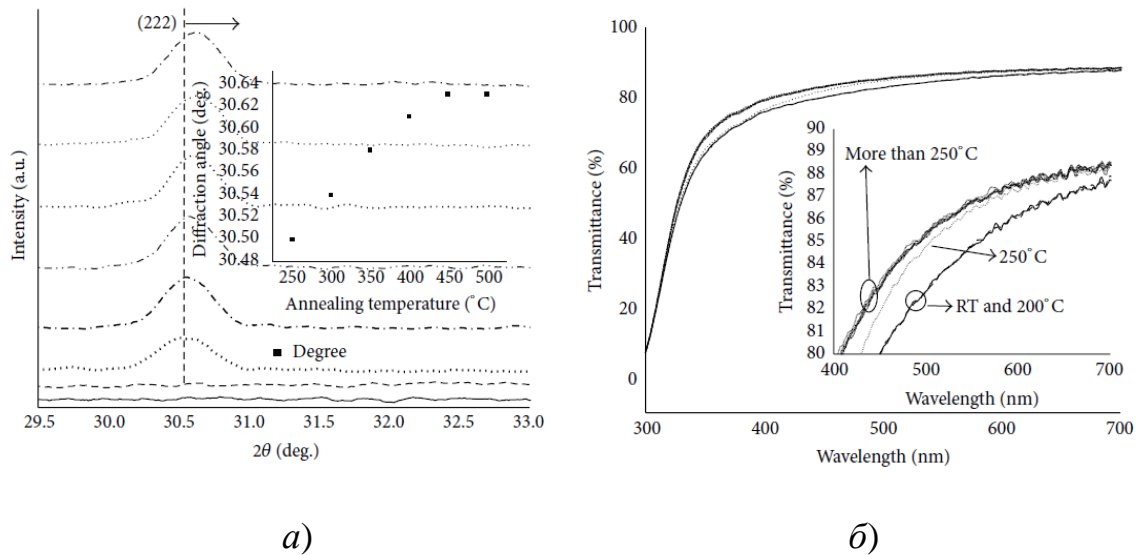 (222)
Intensity (a.u.)
Diffraction angle (deg.)
30.64
30.62
30.60
30.58
30.56
30.54
30.52
30.50
30.48
250 300 350 400 450 500
Annealing temperature (°C)
Degree
29.5 30.0 30.5 31.0 31.5 32.0 32.5 33.0
2θ (deg.)
а)
Transmittance (%)
100
80
60
40
20
0
300 400 500 600 700
Wavelength (nm)
Transmittance (%)
90
89
88
87
86
85
84
83
82
81
80
More than 250°C
250°C
RT and 200°C
400 500 600 700
Wavelength (nm)
б)